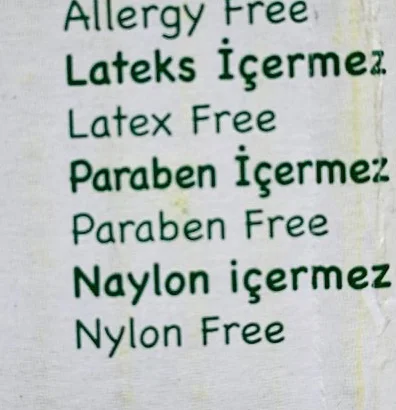 Allergy Free
Lateks İçermez
Latex Free
Paraben İçermez
Paraben Free
Naylon içermez
Nylon Free